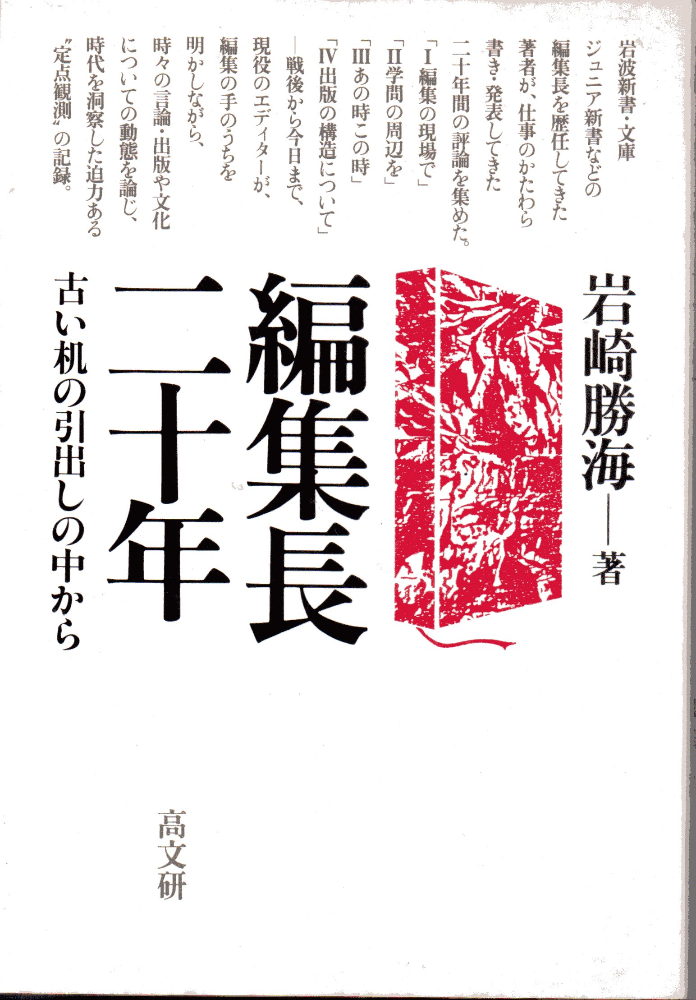 岩波新書・文庫
ジュニア新書などの
編集長を歴任してきた
著者が、仕事のかたわら
書き・発表してきた
二十年間の評論を集めた。
「Ⅰ編集の現場で」
「Ⅱ学問の周辺を」
「Ⅲあの時この時」
「Ⅳ出版の構造について」
―戦後から今日まで、
現役のエディターが、
編集の手のうちを
明かしながら、
時々の言論・出版や文化
についての動態を論じ、
時代を洞察した迫力ある
〝定点観測〟の記録。
岩崎勝海―著
編集長
二十年
古い机の引出しの中から
高文研